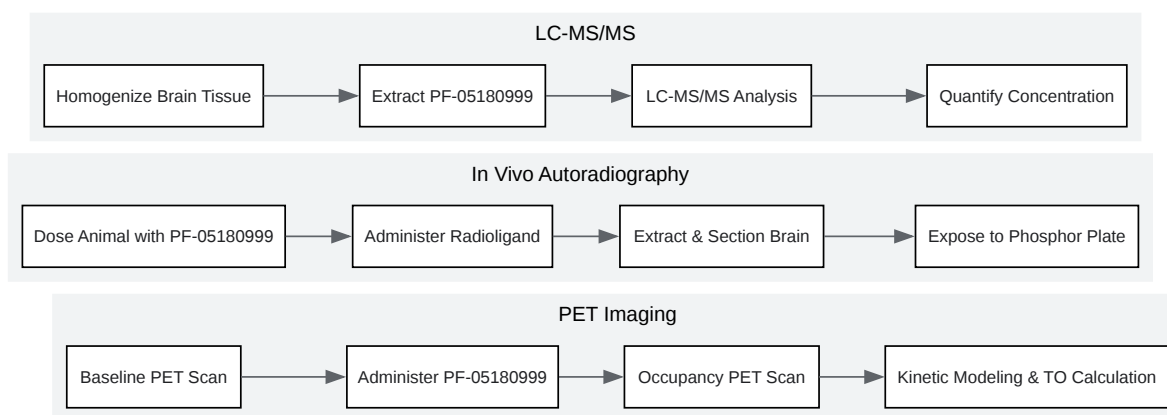 LC-MS/MS
Homogenize Brain Tissue
Extract PF-05180999
LC-MS/MS Analysis
Quantify Concentration
In Vivo Autoradiography
Dose Animal with PF-05180999
Administer Radioligand
Extract & Section Brain
Expose to Phosphor Plate
PET Imaging
Baseline PET Scan
Administer PF-05180999
Occupancy PET Scan
Kinetic Modeling & TO Calculation